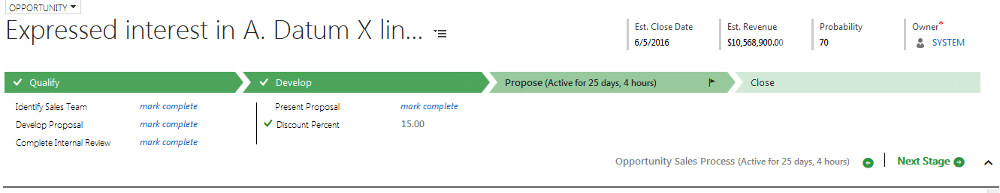 OPPORTUNITY
Expressed interest in A. Datum X lin...
Est. Close Date Est. Revenue Probability Owner*
6/5/2016 $10,568,900.00 70 SYSTEM
Qualify Develop Propose (Active for 25 days, 4 hours) Close
Identify Sales Team mark complete Present Proposal mark complete
Develop Proposal mark complete Discount Percent 15.00
Complete Internal Review mark complete
Opportunity Sales Process (Active for 25 days, 4 hours) Next Stage